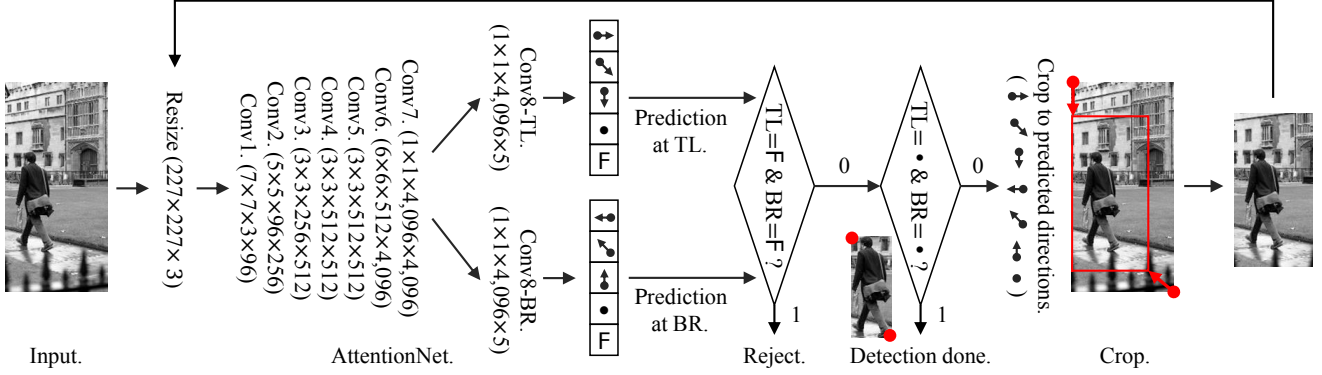 Resize (227×227×3)
Conv1. (7×7×3×96)
Conv2. (5×5×96×256)
Conv3. (3×3×256×512)
Conv4. (3×3×512×512)
Conv5. (3×3×512×512)
Conv6. (6×6×512×4,096)
Conv7. (1×1×4,096×4,096)
Conv8-TL.
(1×1×4,096×5)
F
Prediction
at TL.
Conv8-BR.
(1×1×4,096×5)
F
Prediction
at BR.
TL=F & BR=F ?
0
1
TL= • & BR= • ?
0
1
Crop to predicted directions.
( • )
Input.
AttentionNet.
Reject.
Detection done.
Crop.